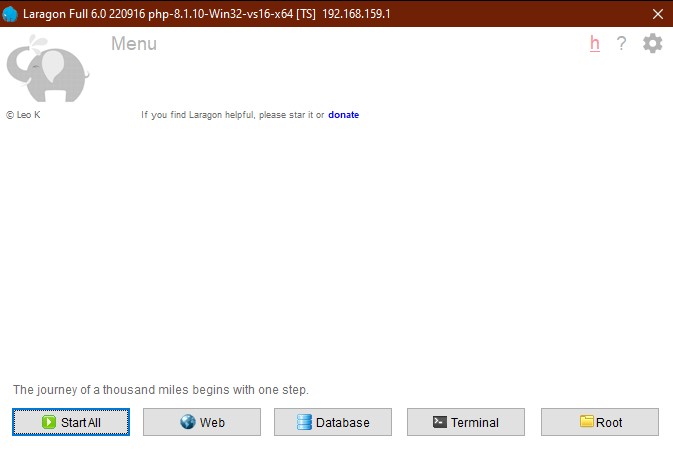 Laragon Full 6.0 220916 php-8.1.10-Win32-vs16-x64 [TS]  192.168.159.1
Menu
h ?
© Leo K
If you find Laragon helpful, please star it or donate
The journey of a thousand miles begins with one step.
Start All
Web
Database
Terminal
Root